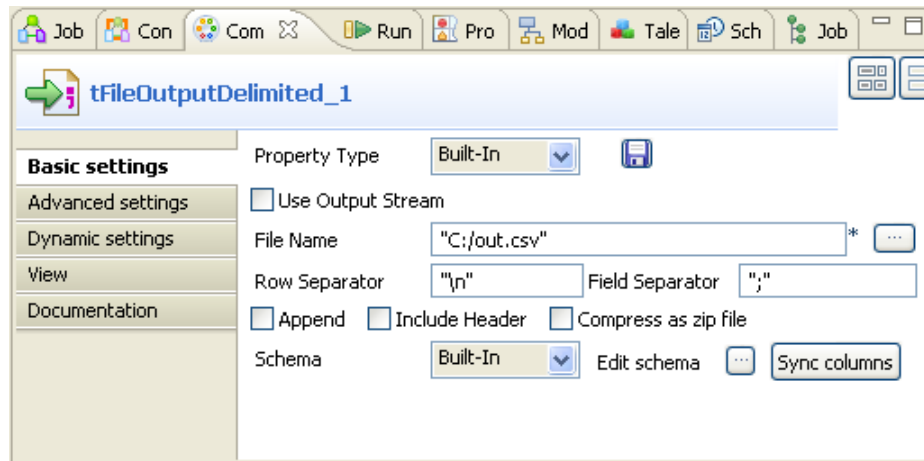 Job Con Com Run Pro Mod Tale Sch Job
tFileOutputDelimited_1
Basic settings
Advanced settings
Dynamic settings
View
Documentation
Property Type Built-In
Use Output Stream
File Name "C:/out.csv" * ...
Row Separator "\n" Field Separator ";"
Append Include Header Compress as zip file
Schema Built-In Edit schema ... Sync columns